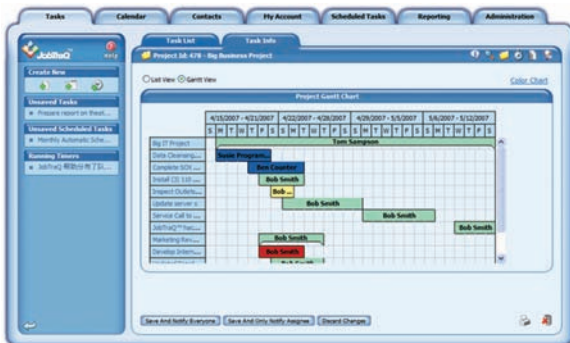 Tasks Calendar Contacts My Account Scheduled Tasks Reporting Administration
Task List Task Info
JobTraQ Help
Project Id: 478 - Big Business Project
Create New
List View Gantt View Color Chart
Unsaved Tasks
Prepare report on theat...
Project Gantt Chart
Unsaved Scheduled Tasks
Monthly Automatic Sche...
Running Timers
JobTraQ
4/15/2007 - 4/21/2007 4/22/2007 - 4/28/2007 4/29/2007 - 5/5/2007 5/6/2007 - 5/12/2007
S M T W T F S S M T W T F S S M T W T F S S M T W T F S
Big IT Project Tom Sampson
Data Cleansing... Susie Program...
Complete SOX ... Ben Counter
Install (3) 110 ... Bob Smith
Inspect Outlets... Bob ...
Update server s Bob Smith
Service Call to ... Bob Smith
JobTraQ™ hac... Bob Smith
Marketing Rev... Bob Smith
Develop Intern... Bob Smith
Save And Notify Everyone Save And Only Notify Assignee Discard Changes